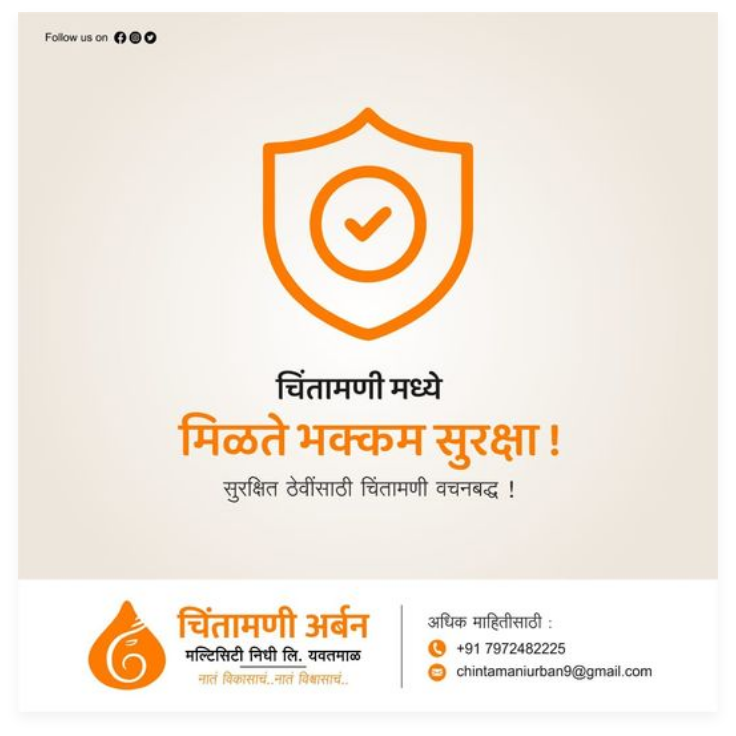 Follow us on
चिंतामणी मध्ये
मिळते भक्कम सुरक्षा !
सुरक्षित ठेवींसाठी चिंतामणी वचनबद्ध !
चिंतामणी अर्बन
मल्टिसिटी निधी लि. यवतमाळ
नातं विकासाचं..नातं विश्वासाचं..
अधिक माहितीसाठी :
+91 7972482225
chintamaniurban9@gmail.com